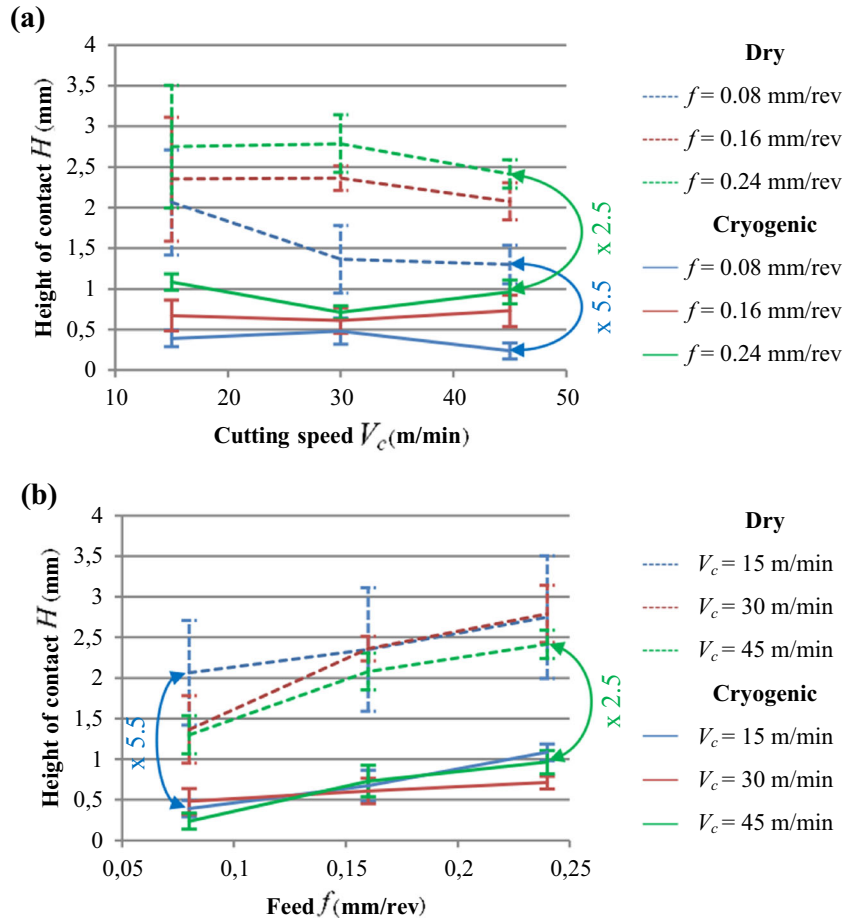 (a)
Height of contact H (mm)
4
3,5
3
2,5
2
1,5
1
0,5
0
10
20
30
40
50
Cutting speed Vc (m/min)
x 2.5
x 5.5
Dry
f = 0.08 mm/rev
f = 0.16 mm/rev
f = 0.24 mm/rev
Cryogenic
f = 0.08 mm/rev
f = 0.16 mm/rev
f = 0.24 mm/rev
(b)
Height of contact H (mm)
4
3,5
3
2,5
2
1,5
1
0,5
0
0,05
0,1
0,15
0,2
0,25
Feed f (mm/rev)
x 5.5
x 2.5
Dry
Vc = 15 m/min
Vc = 30 m/min
Vc = 45 m/min
Cryogenic
Vc = 15 m/min
Vc = 30 m/min
Vc = 45 m/min